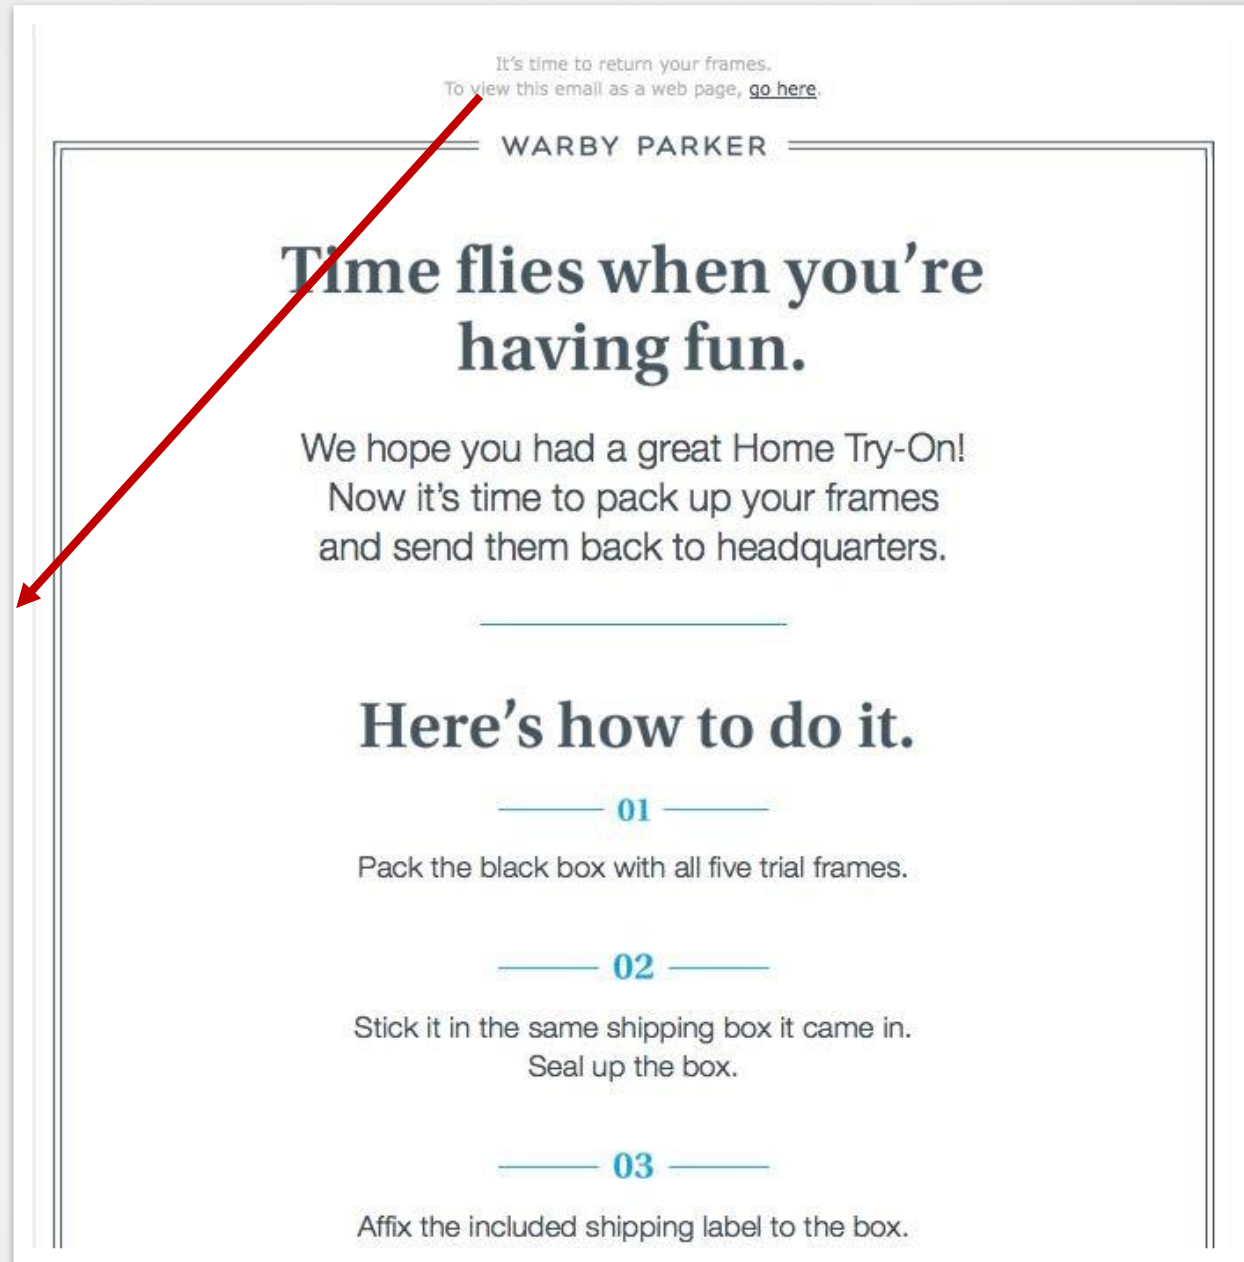 It's time to return your frames.
To view this email as a web page, go here.
WARBY PARKER
Time flies when you're
having fun.
We hope you had a great Home Try-On!
Now it's time to pack up your frames
and send them back to headquarters.
Here's how to do it.
01
Pack the black box with all five trial frames.
02
Stick it in the same shipping box it came in.
Seal up the box.
03
Affix the included shipping label to the box.